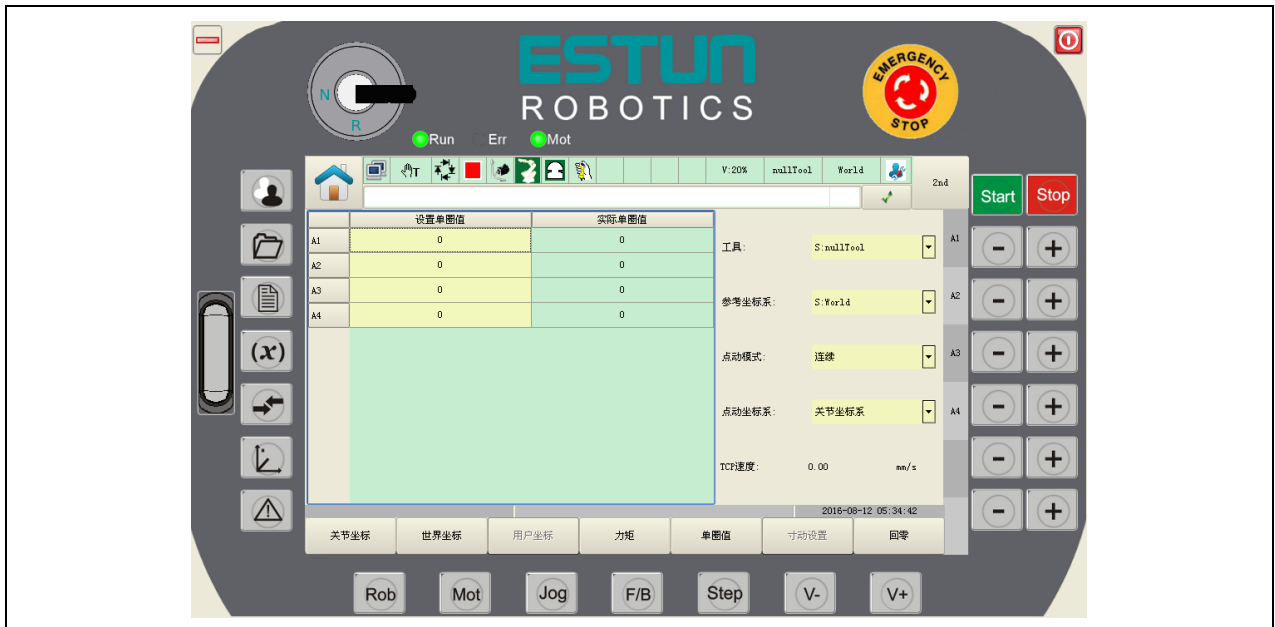 ESTUN
ROBOTICS
N
R
EMERGENCY
STOP
Run Err Mot
T V:20% nullTool World 2nd
Start Stop
设置单圈值 实际单圈值
A1 0 0
A2 0 0
A3 0 0
A4 0 0
工具: S:nullTool
参考坐标系: S:World
点动模式: 连续
点动坐标系: 关节坐标系
TCP速度: 0.00 mm/s
A1 - +
A2 - +
A3 - +
A4 - +
- +
- +
(x)
2016-08-12 05:34:42
关节坐标 世界坐标 用户坐标 力矩 单圈值 寸动设置 回零
Rob Mot Jog F/B Step V- V+